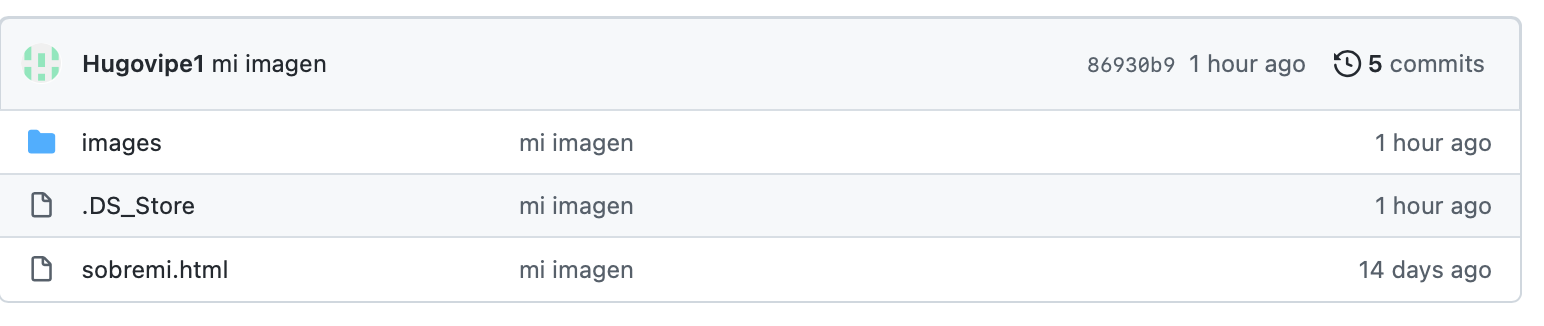 Hugovipe1 mi imagen 86930b9 1 hour ago 5 commits
images mi imagen 1 hour ago
.DS_Store mi imagen 1 hour ago
sobremi.html mi imagen 14 days ago